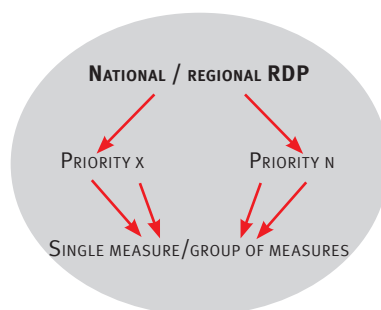 National / regional RDP
Priority x Priority n
Single measure/group of measures